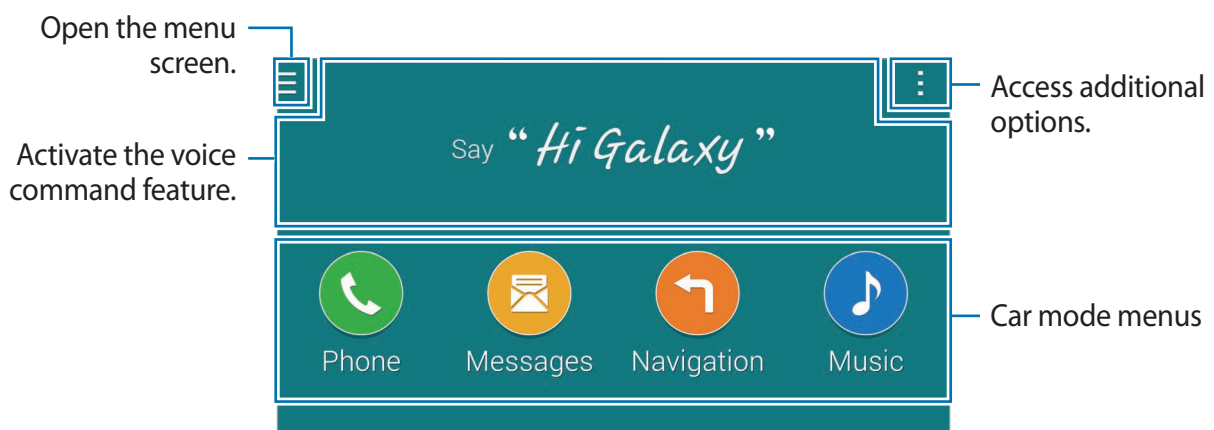 Open the menu
screen.
Activate the voice
command feature.
Say “Hi Galaxy”
Access additional
options.
Phone Messages Navigation Music
Car mode menus